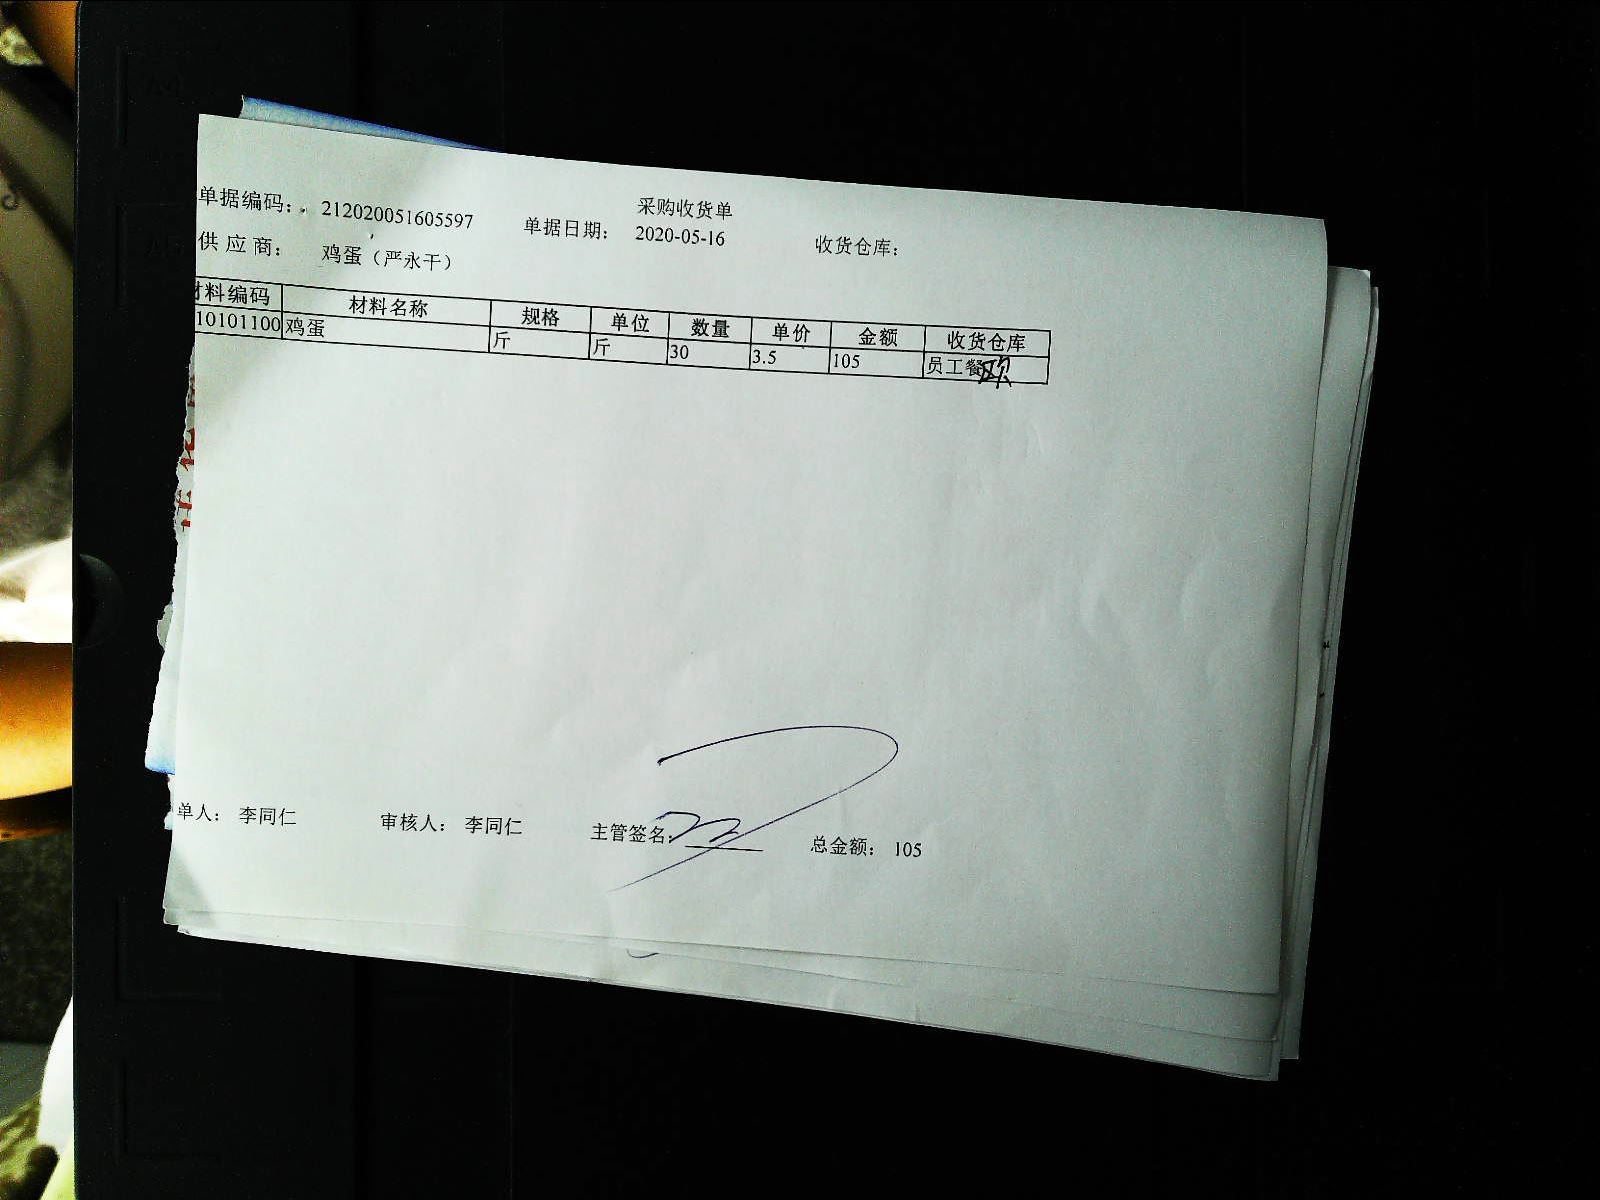 采购收货单
单据编码: 212020051605597 单据日期: 2020-05-16 收货仓库:
供应商: 鸡蛋（严永干）
材料编码 材料名称 规格 单位 数量 单价 金额 收货仓库
10101100 鸡蛋 斤 斤 30 3.5 105 员工餐
单人: 李同仁 审核人: 李同仁 主管签名: 总金额: 105